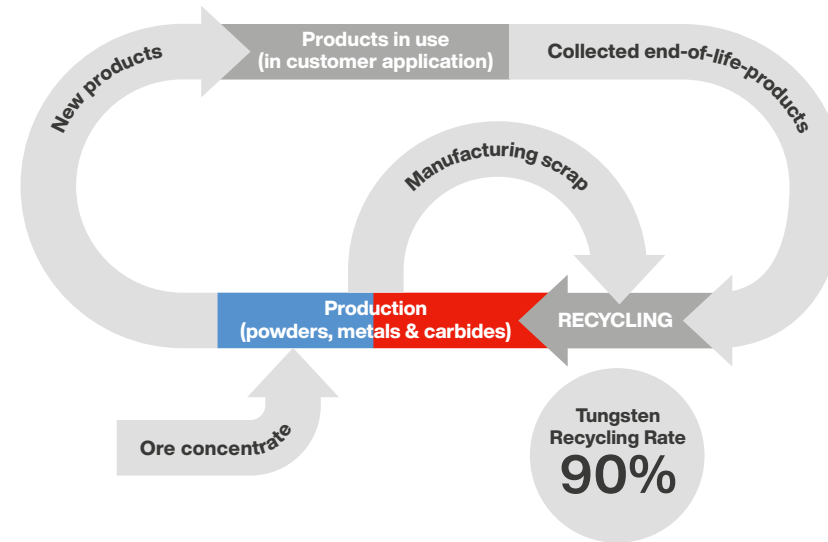 New products
Products in use
(in customer application)
Collected end-of-life-products
Manufacturing scrap
Production
(powders, metals & carbides)
RECYCLING
Ore concentrate
Tungsten
Recycling Rate
90%